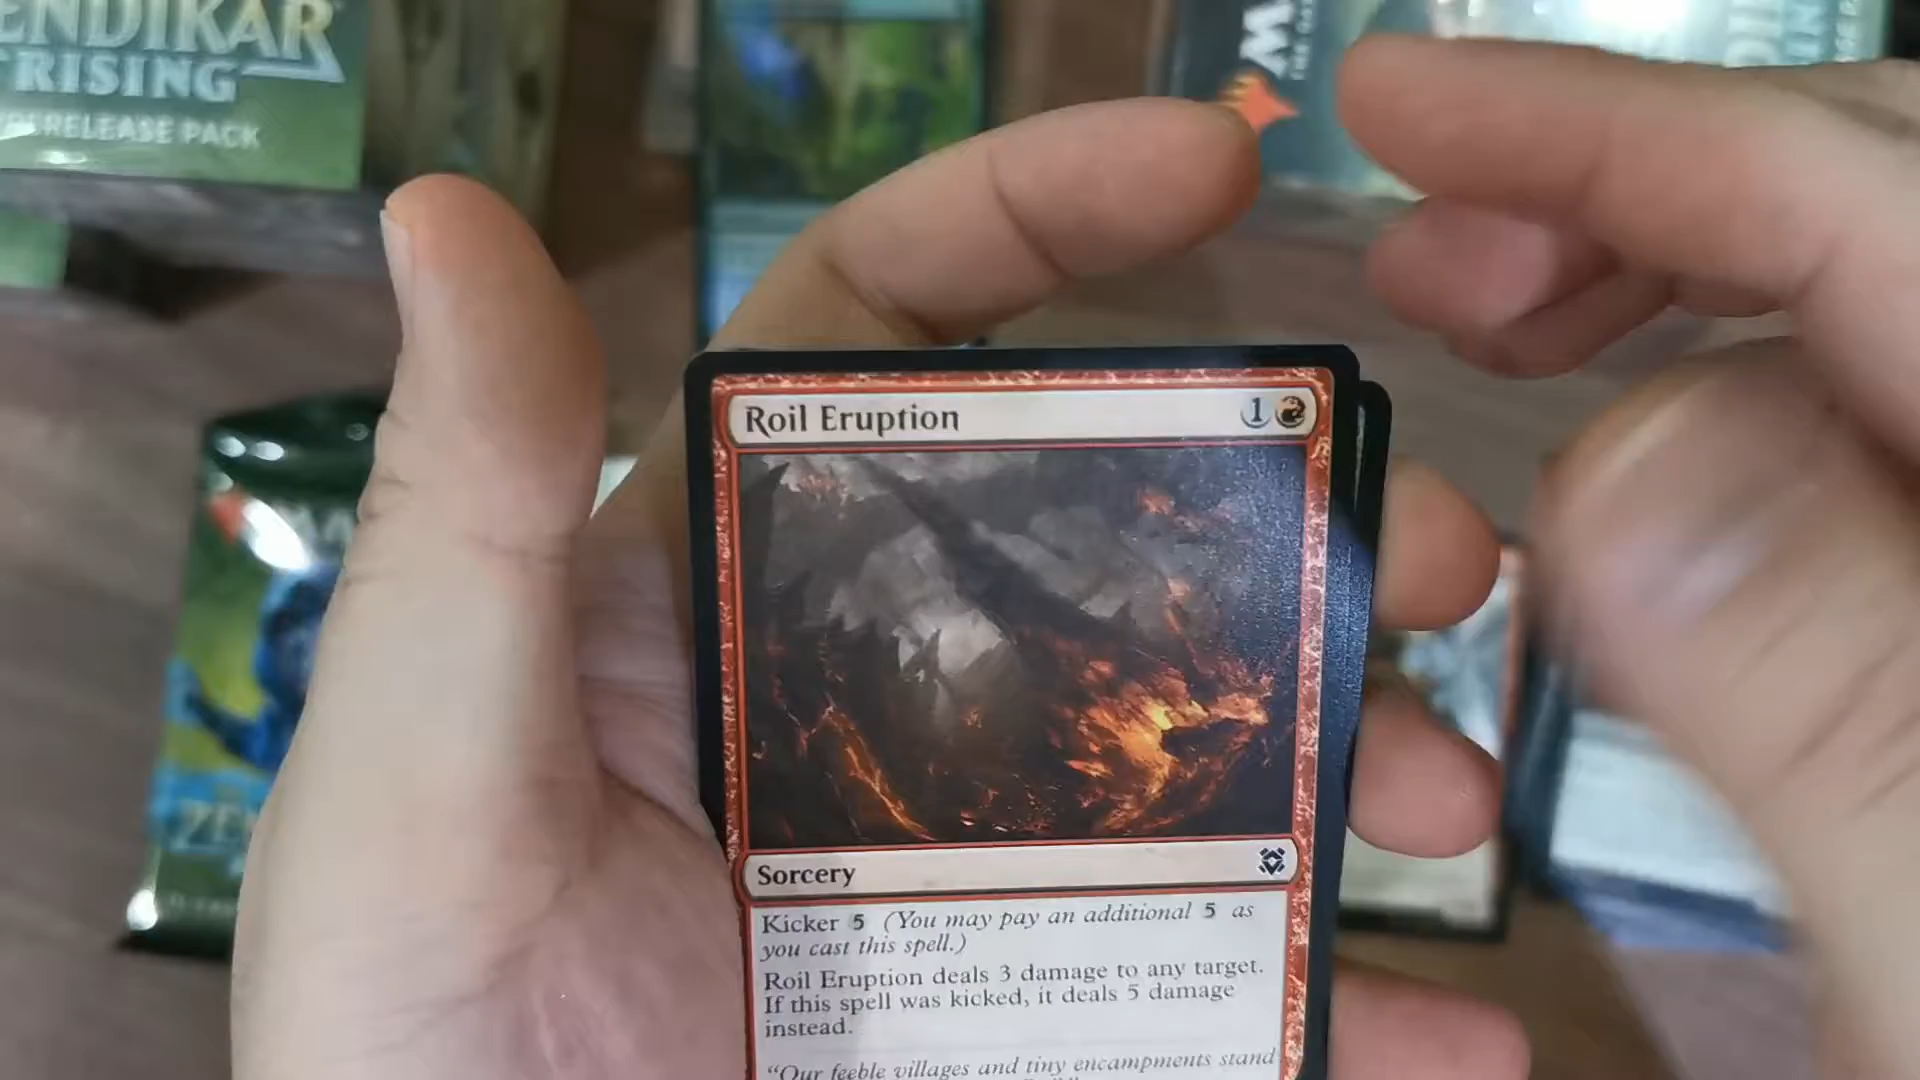 ENDIKAR
RISING
PRERELEASE PACK
Roil Eruption 1
Sorcery
Kicker 5 (You may pay an additional 5 as
you cast this spell.)
Roil Eruption deals 3 damage to any target.
If this spell was kicked, it deals 5 damage
instead.
“Our feeble villages and tiny encampments stand